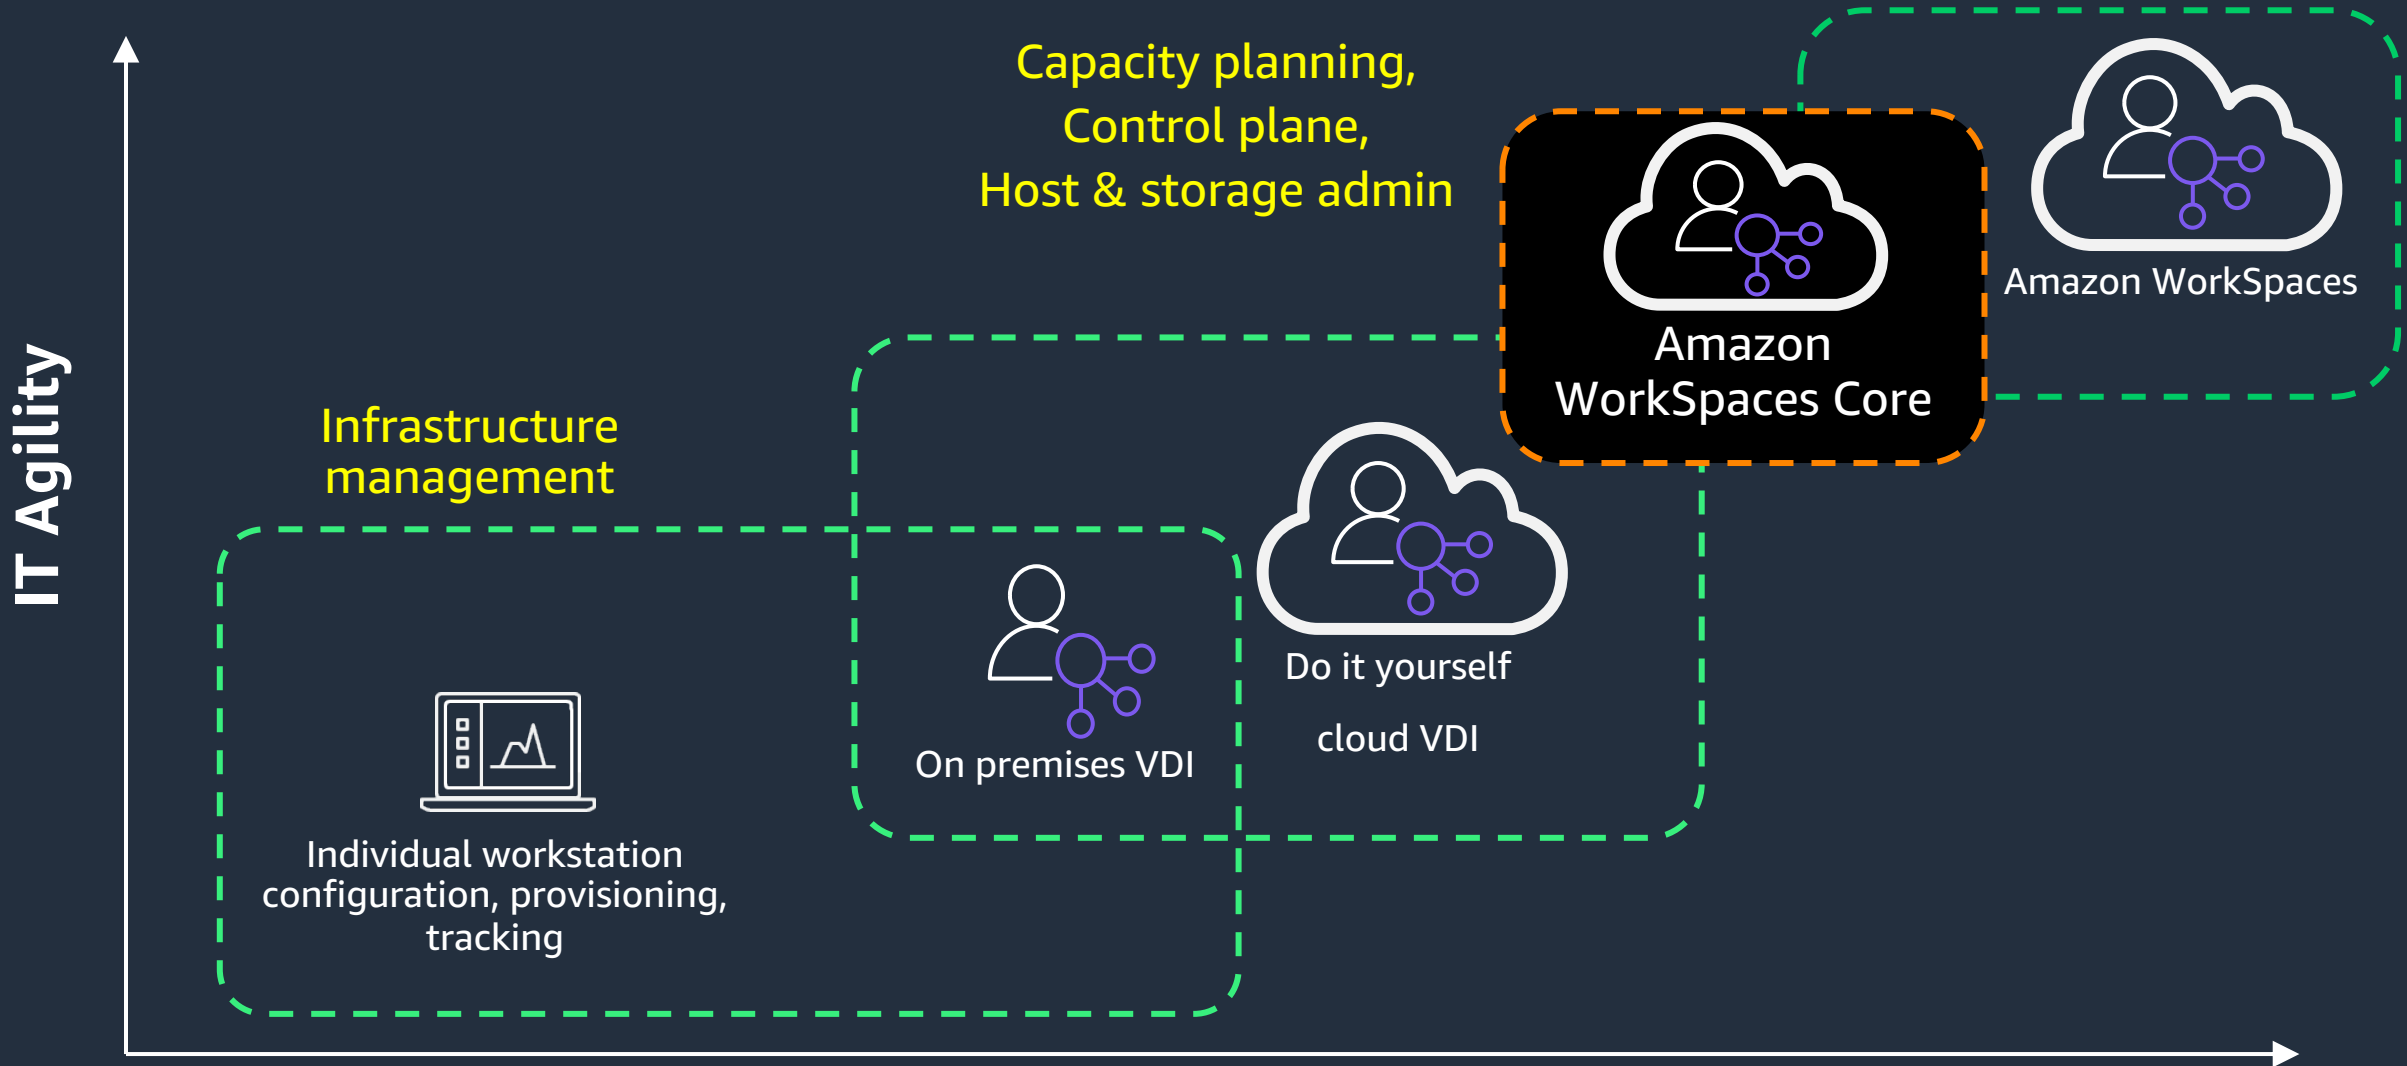 Capacity planning,
Control plane,
Host & storage admin
Amazon WorkSpaces
Amazon
WorkSpaces Core
IT Agility
Infrastructure
management
Do it yourself
cloud VDI
On premises VDI
Individual workstation
configuration, provisioning,
tracking